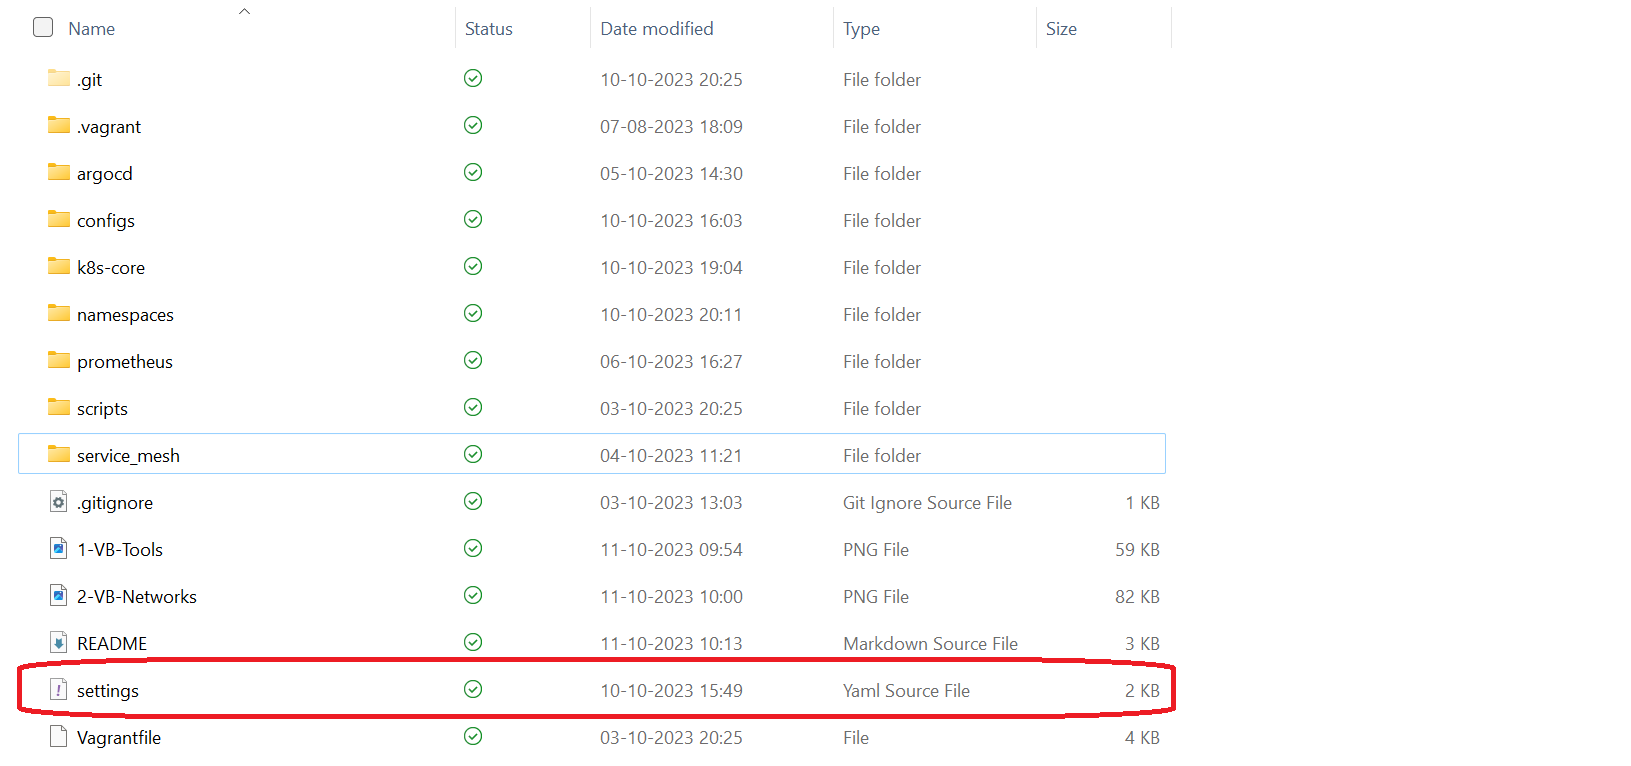 Name Status Date modified Type Size
.git 10-10-2023 20:25 File folder
.vagrant 07-08-2023 18:09 File folder
argocd 05-10-2023 14:30 File folder
configs 10-10-2023 16:03 File folder
k8s-core 10-10-2023 19:04 File folder
namespaces 10-10-2023 20:11 File folder
prometheus 06-10-2023 16:27 File folder
scripts 03-10-2023 20:25 File folder
service_mesh 04-10-2023 11:21 File folder
.gitignore 03-10-2023 13:03 Git Ignore Source File 1 KB
1-VB-Tools 11-10-2023 09:54 PNG File 59 KB
2-VB-Networks 11-10-2023 10:00 PNG File 82 KB
README 11-10-2023 10:13 Markdown Source File 3 KB
settings 10-10-2023 15:49 Yaml Source File 2 KB
Vagrantfile 03-10-2023 20:25 File 4 KB